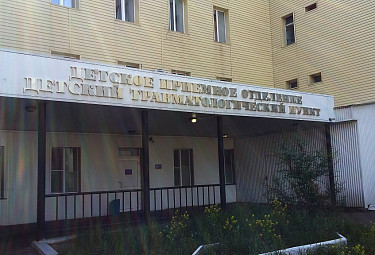 ДЕТСКОЕ ПРИЕМНОЕ ОТДЕЛЕНИЕ
ДЕТСКИЙ ТРАВМАТОЛОГИЧЕСКИЙ ПУНКТ